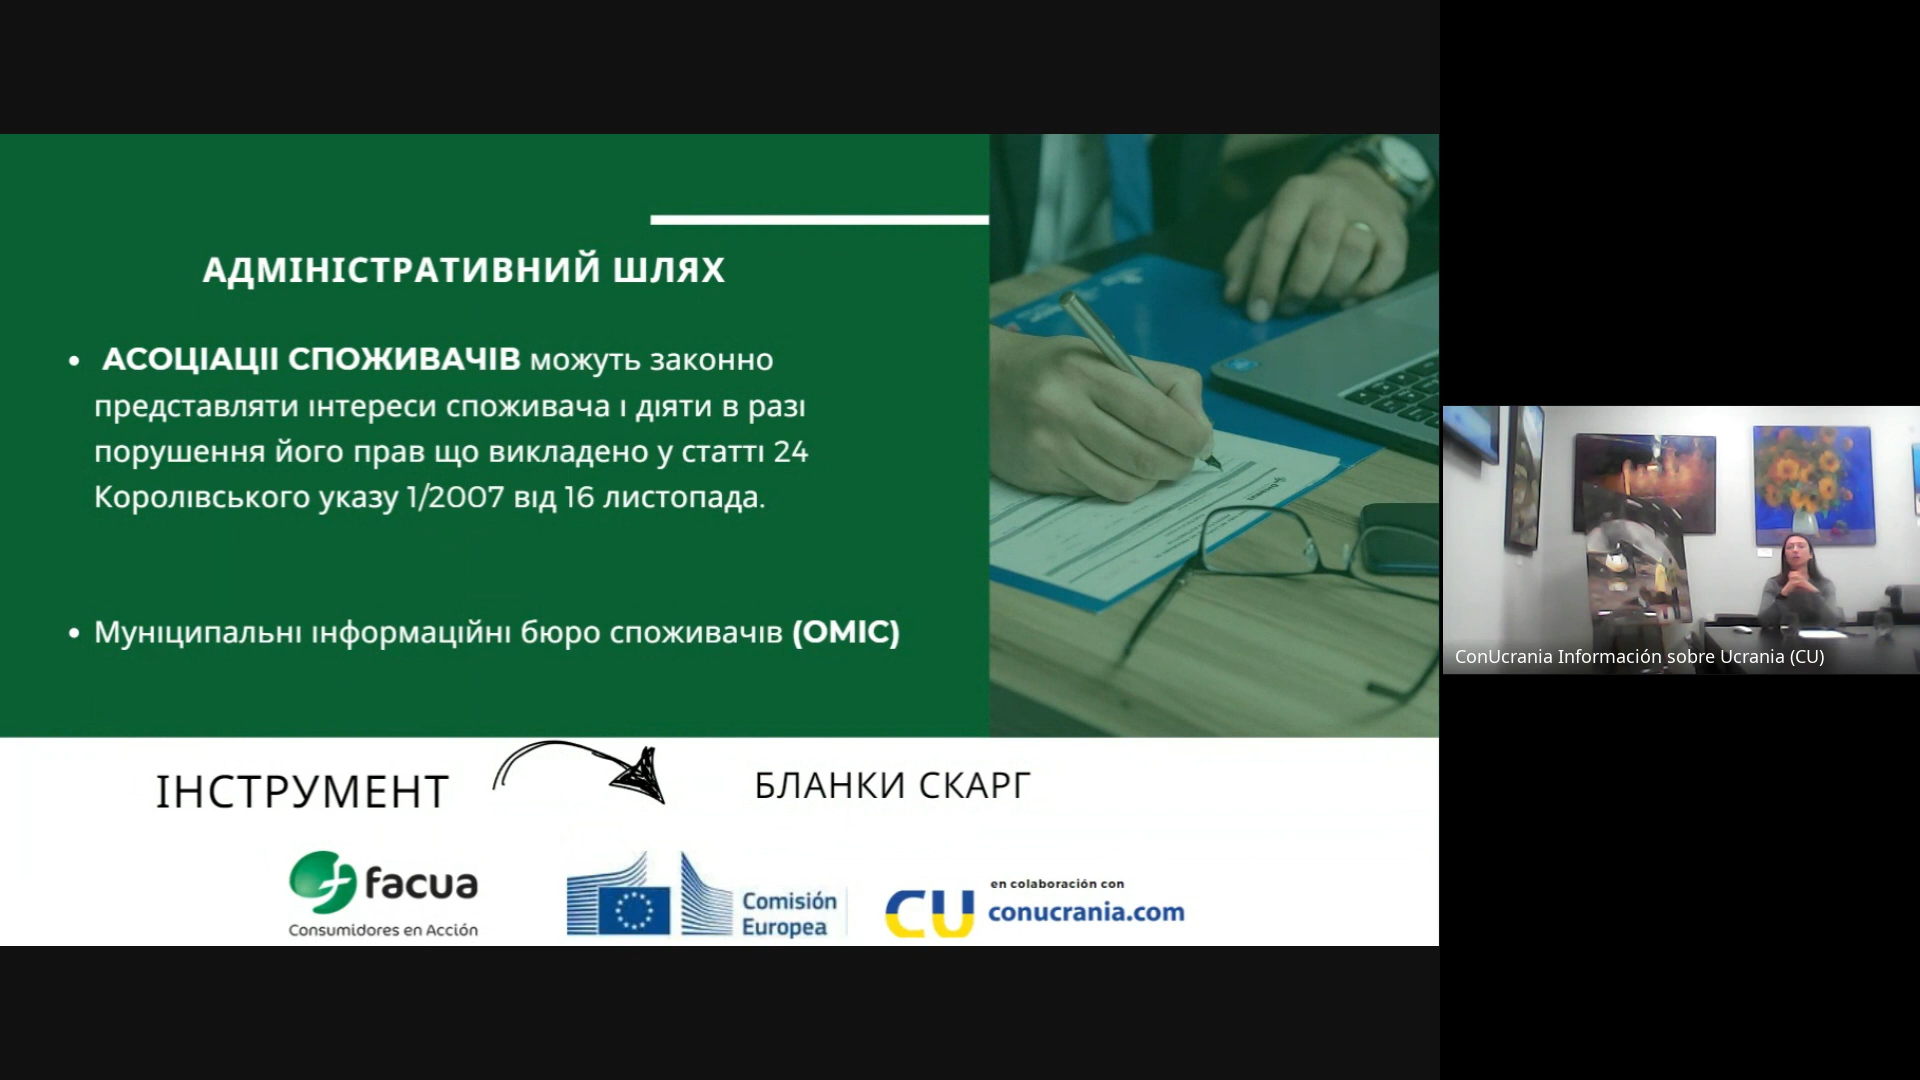 АДМІНІСТРАТИВНИЙ ШЛЯХ
• АСОЦІАЦІІ СПОЖИВАЧІВ можуть законно
представляти інтереси споживача і діяти в разі
порушення його прав що викладено у статті 24
Королівського указу 1/2007 від 16 листопада.
• Муніципальні інформаційні бюро споживачів (ОМІС)
ІНСТРУМЕНТ
БЛАНКИ СКАРГ
facua
Consumidores en Acción
Comisión
Europea
CU
en colaboración con
conucrania.com
ConUcrania Información sobre Ucrania (CU)